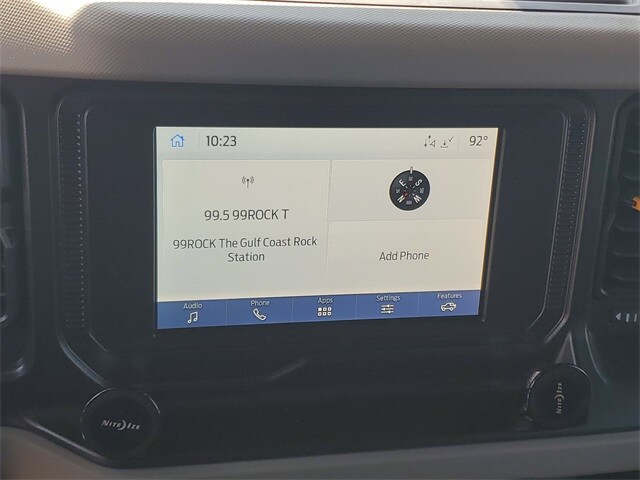 10:23
92°
99.5 99ROCK T
99ROCK The Gulf Coast Rock
Station
E
S
N
W
Add Phone
Audio
Phone
Apps
Settings
Features
NITE IZE
NITE IZE